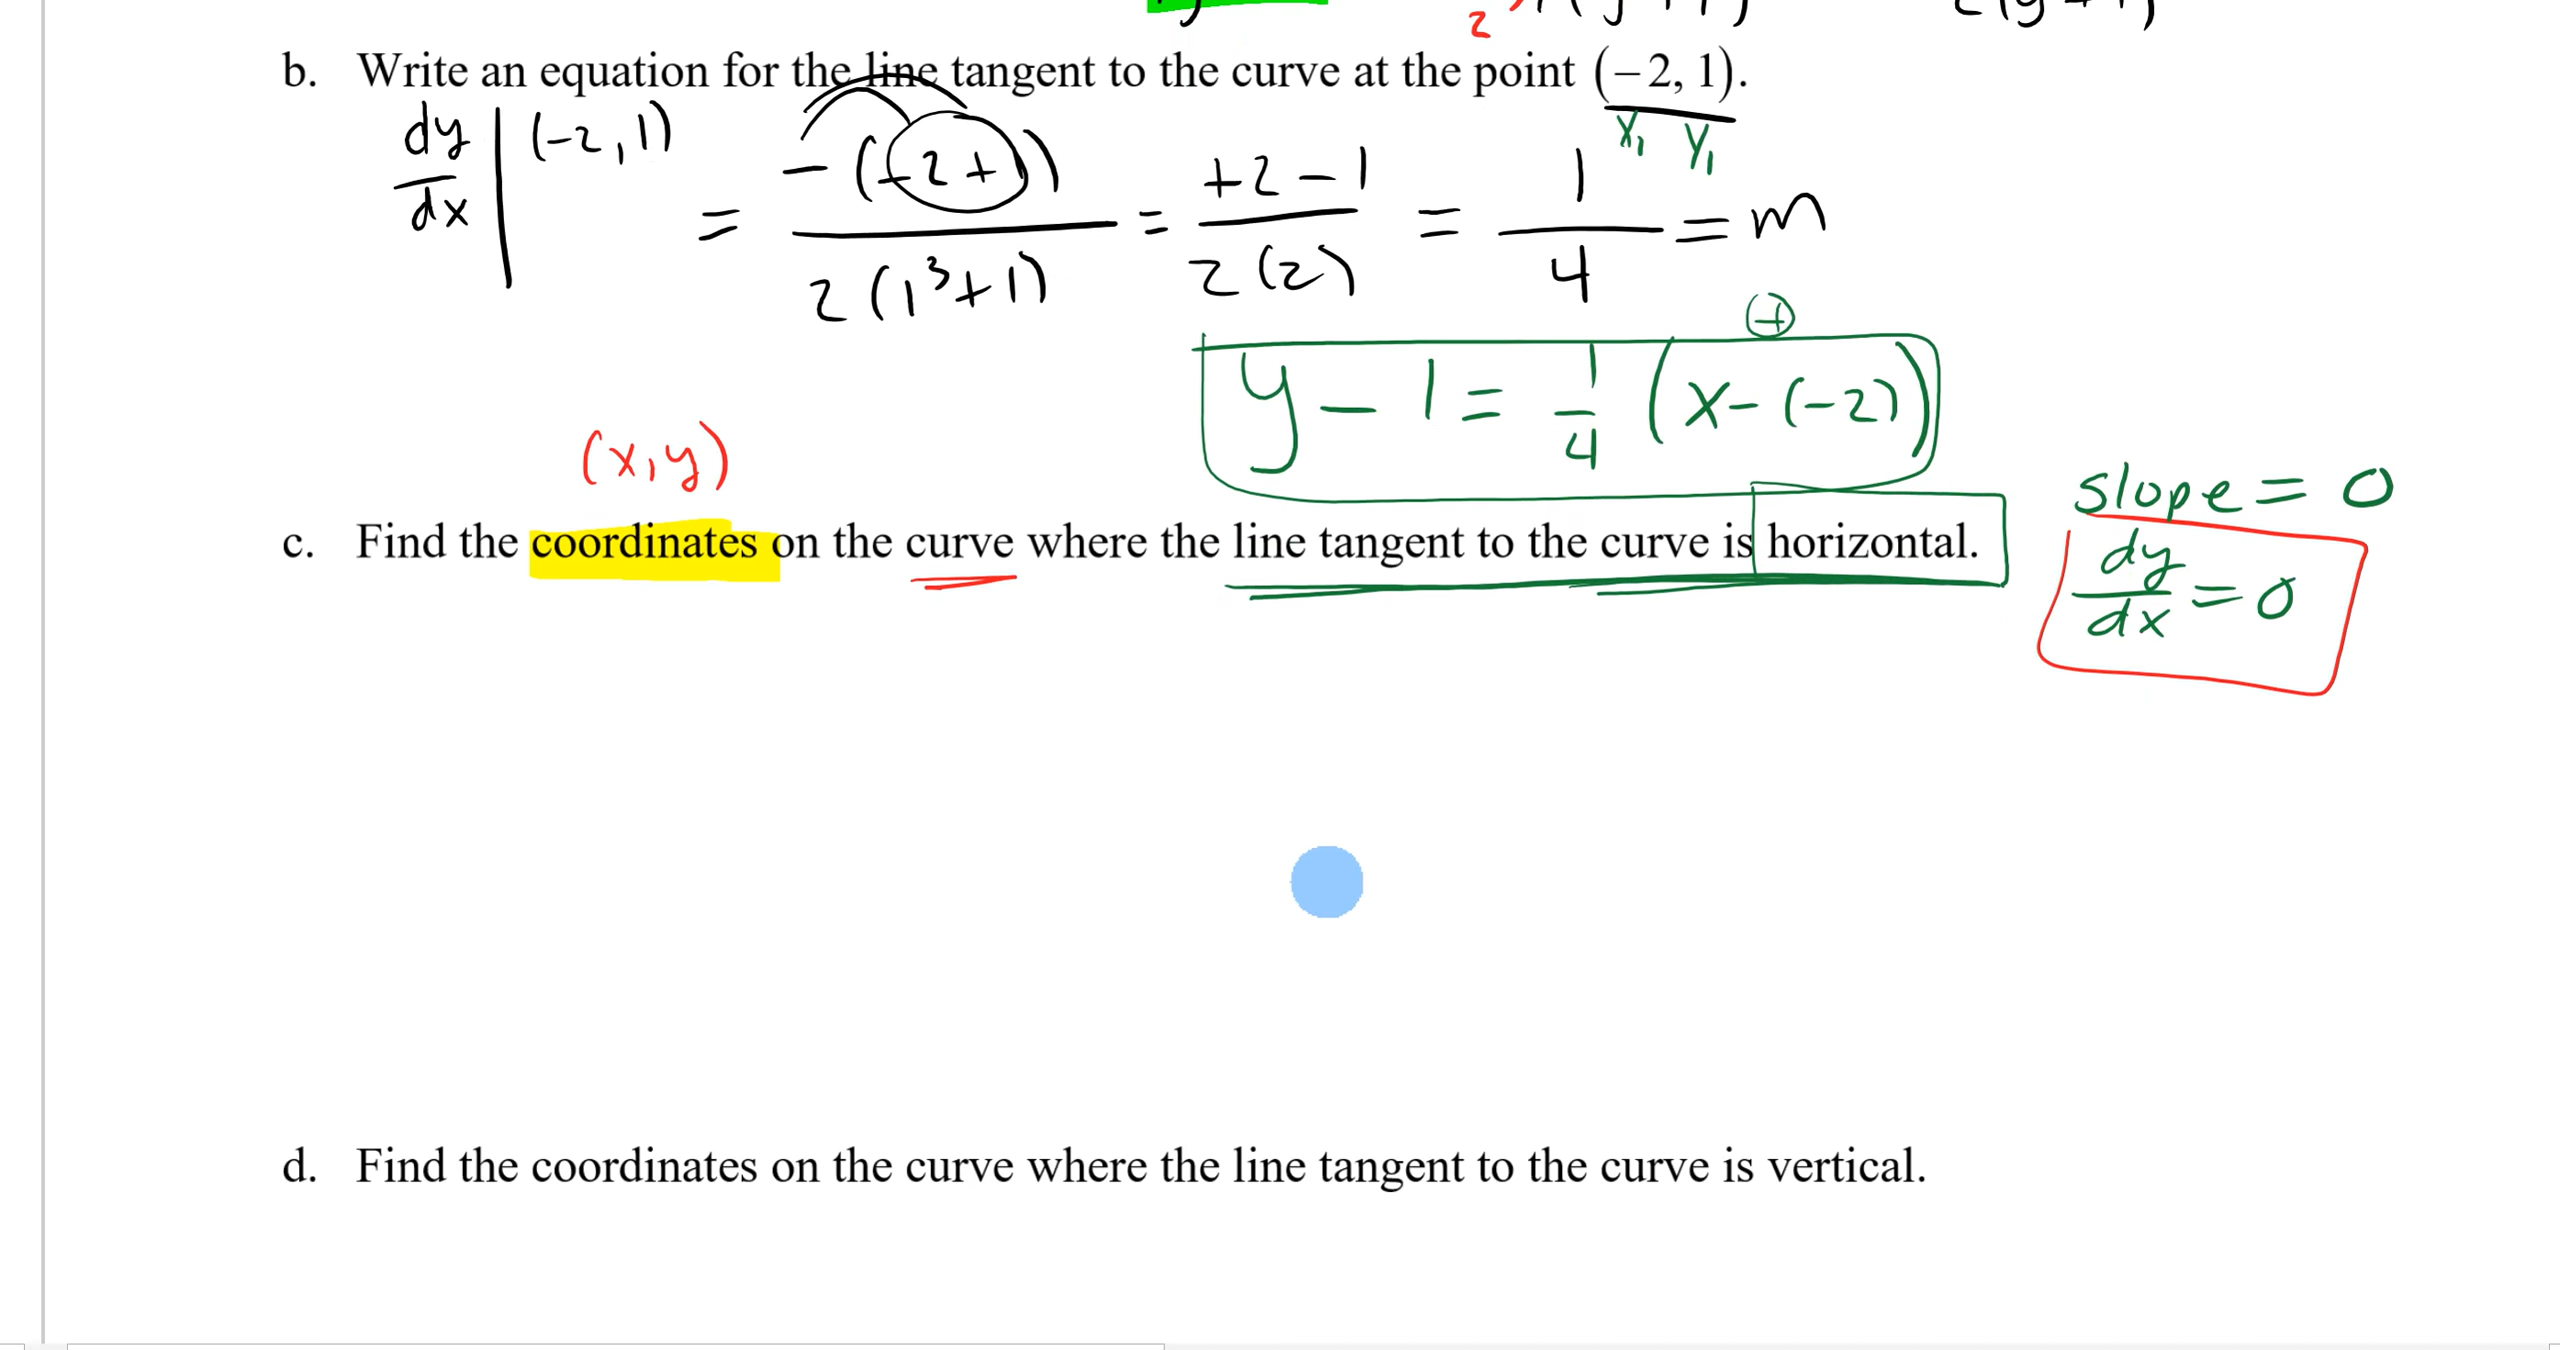 b. Write an equation for the line tangent to the curve at the point (−2, 1).
x₁ y₁
dy/dx | (-2,1) = -(-2+1) / 2(1³+1) = +2-1 / 2(2) = 1/4 = m
+
y - 1 = 1/4 (x-(-2))
(x,y)
slope = 0
c. Find the coordinates on the curve where the line tangent to the curve is horizontal.
dy/dx = 0
d. Find the coordinates on the curve where the line tangent to the curve is vertical.